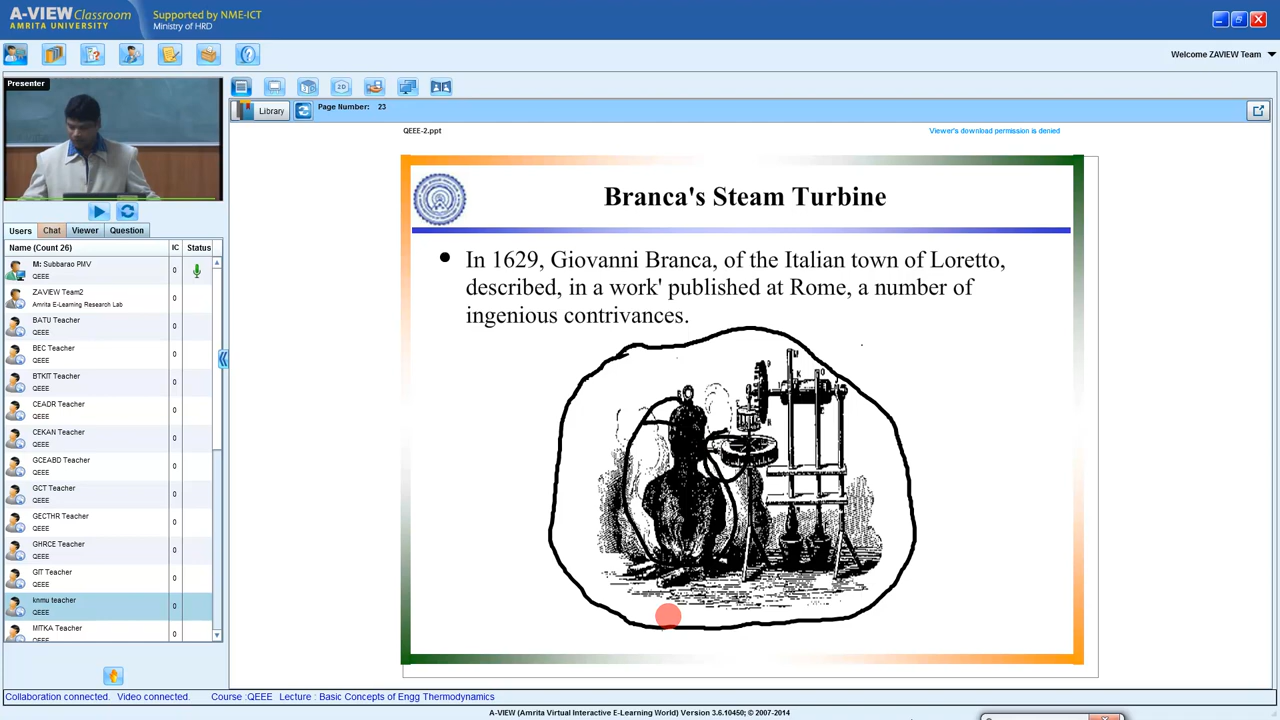 A-VIEW Classroom
AMRITA UNIVERSITY
Supported by NME-ICT
Ministry of HRD
Welcome ZAVIEW Team
Presenter
Library
Page Number: 23
QEEE-2.ppt
Viewer's download permission is denied
Branca's Steam Turbine
• In 1629, Giovanni Branca, of the Italian town of Loretto,
described, in a work' published at Rome, a number of
ingenious contrivances.
Users Chat Viewer Question
Name (Count 26) IC Status
M: Subbarao PMV
QEEE
0
ZAVIEW Team2
Amrita E-Learning Research Lab
0
BATU Teacher
QEEE
0
BEC Teacher
QEEE
0
BTKIT Teacher
QEEE
0
CEADR Teacher
QEEE
0
CEKAN Teacher
QEEE
0
GCEABD Teacher
QEEE
0
GCT Teacher
QEEE
0
GECTHR Teacher
QEEE
0
GHRCE Teacher
QEEE
0
GIT Teacher
QEEE
0
knmu teacher
QEEE
0
MITKA Teacher
QEEE
0
Collaboration connected. Video connected. Course :QEEE Lecture : Basic Concepts of Engg Thermodynamics
A-VIEW (Amrita Virtual Interactive E-Learning World) Version 3.6.10450; © 2007-2014